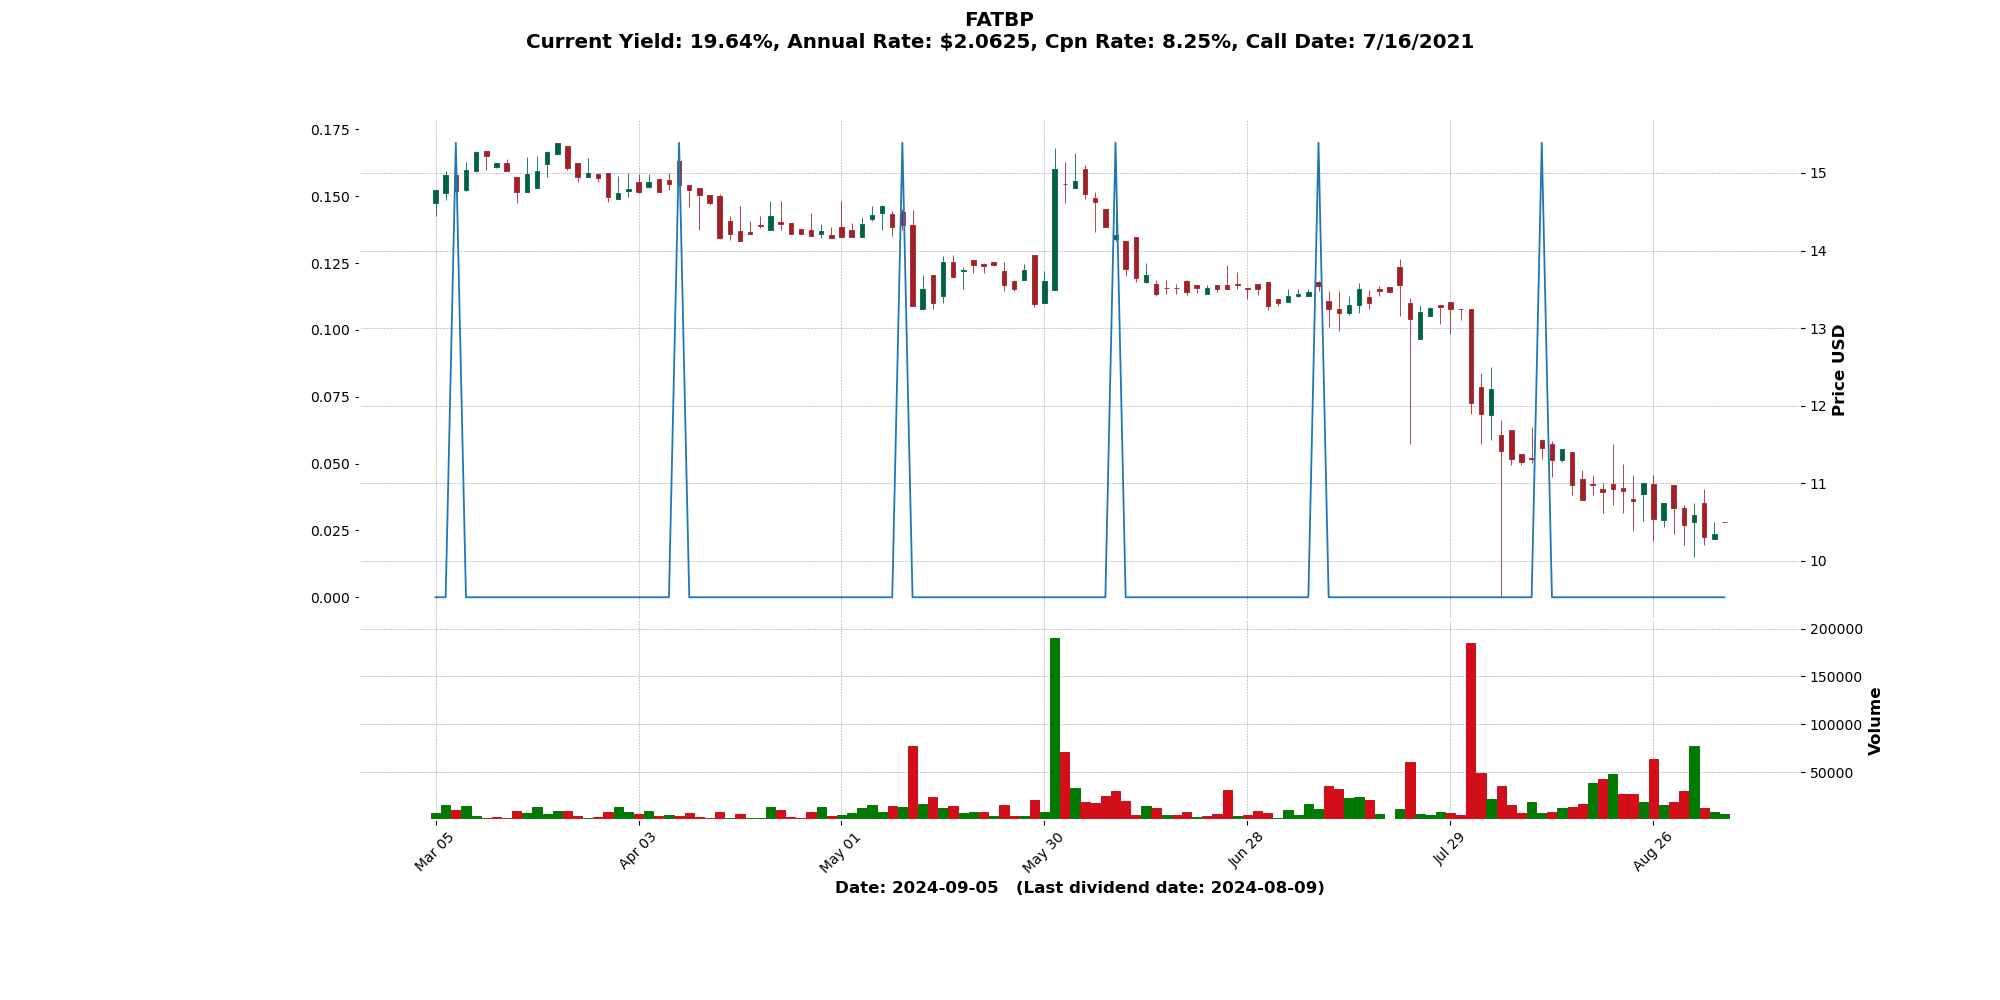 FATBP
Current Yield: 19.64%, Annual Rate: $2.0625, Cpn Rate: 8.25%, Call Date: 7/16/2021
0.175
0.150
0.125
0.100
0.075
0.050
0.025
0.000
15
14
13
12
11
10
Price USD
200000
150000
100000
50000
Volume
Mar 05
Apr 03
May 01
May 30
Jun 28
Jul 29
Aug 26
Date: 2024-09-05 (Last dividend date: 2024-08-09)